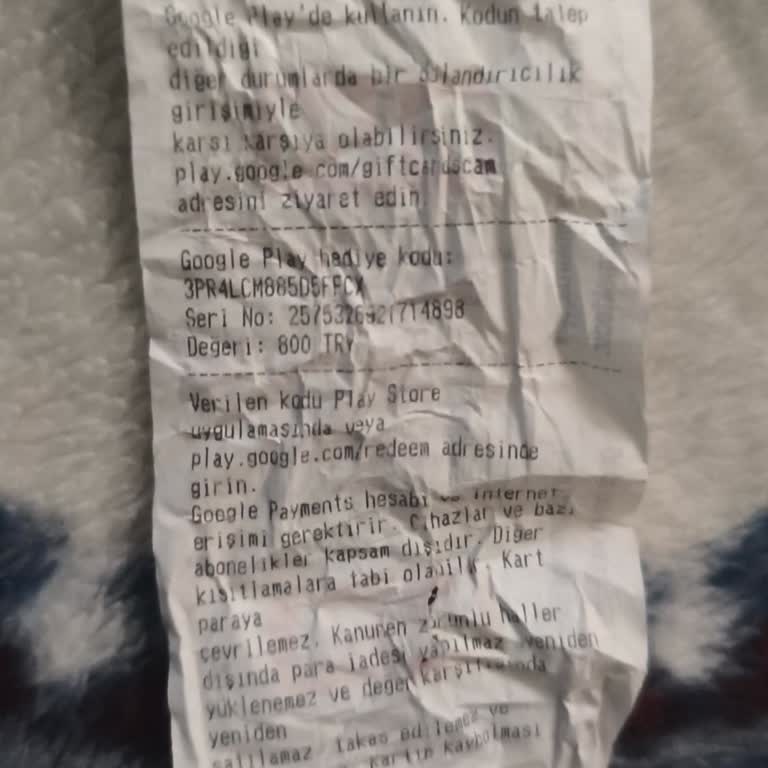 Google Play'de kullanın. Kodun talep
edildiği
diğer durumlarda bir dolandırıcılık
girişimiyle
karşı karşıya olabilirsiniz.
play.google.com/giftcardscam
adresini ziyaret edin.
Google Play hediye kodu:
Seri No:
Değeri: 800 TRY
Verilen kodu Play Store
uygulamasında veya
play.google.com/redeem adresinde
girin.
Google Payments hesabı ve internet
erişimi gerektirir. Cihazlar ve bazı
abonelikler kapsam dışıdır. Diğer
kısıtlamalara tabi olabilir. Kart
paraya
çevrilemez. Kanunen zorunlu haller
dışında para iadesi yapılmaz yeniden
yüklenemez ve değer karşılığında
yeniden
satılamaz takas edilemez ve
Kartın kaybolması